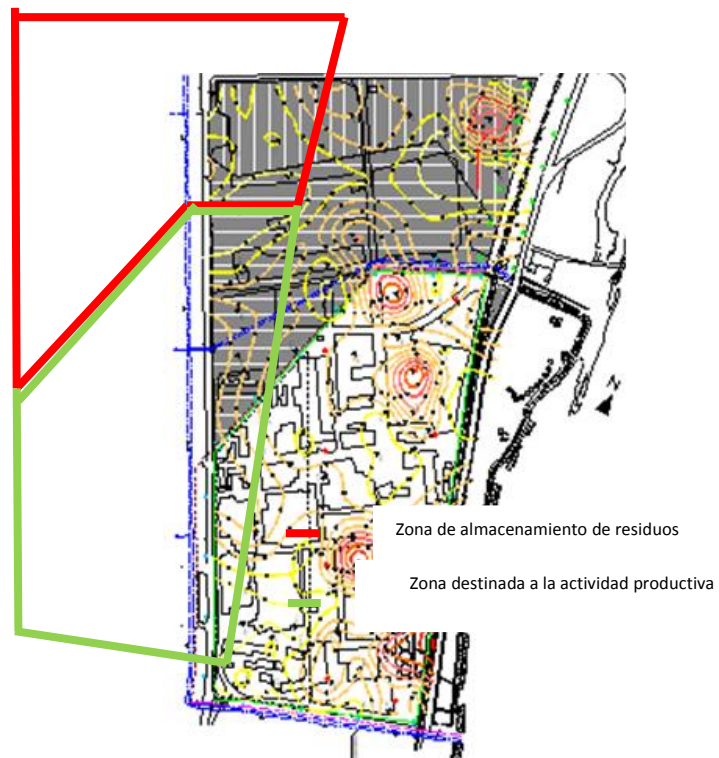 N
Zona de almacenamiento de residuos
Zona destinada a la actividad productiva